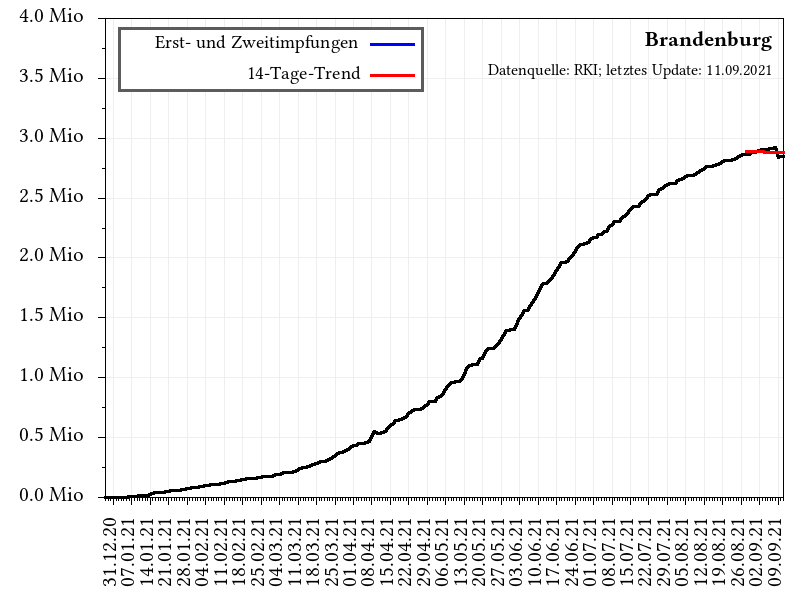 4.0 Mio
3.5 Mio
3.0 Mio
2.5 Mio
2.0 Mio
1.5 Mio
1.0 Mio
0.5 Mio
0.0 Mio
Erst- und Zweitimpfungen
14-Tage-Trend
Brandenburg
Datenquelle: RKI; letztes Update: 11.09.2021
31.12.20
07.01.21
14.01.21
21.01.21
28.01.21
04.02.21
11.02.21
18.02.21
25.02.21
04.03.21
11.03.21
18.03.21
25.03.21
01.04.21
08.04.21
15.04.21
22.04.21
29.04.21
06.05.21
13.05.21
20.05.21
27.05.21
03.06.21
10.06.21
17.06.21
24.06.21
01.07.21
08.07.21
15.07.21
22.07.21
29.07.21
05.08.21
12.08.21
19.08.21
26.08.21
02.09.21
09.09.21